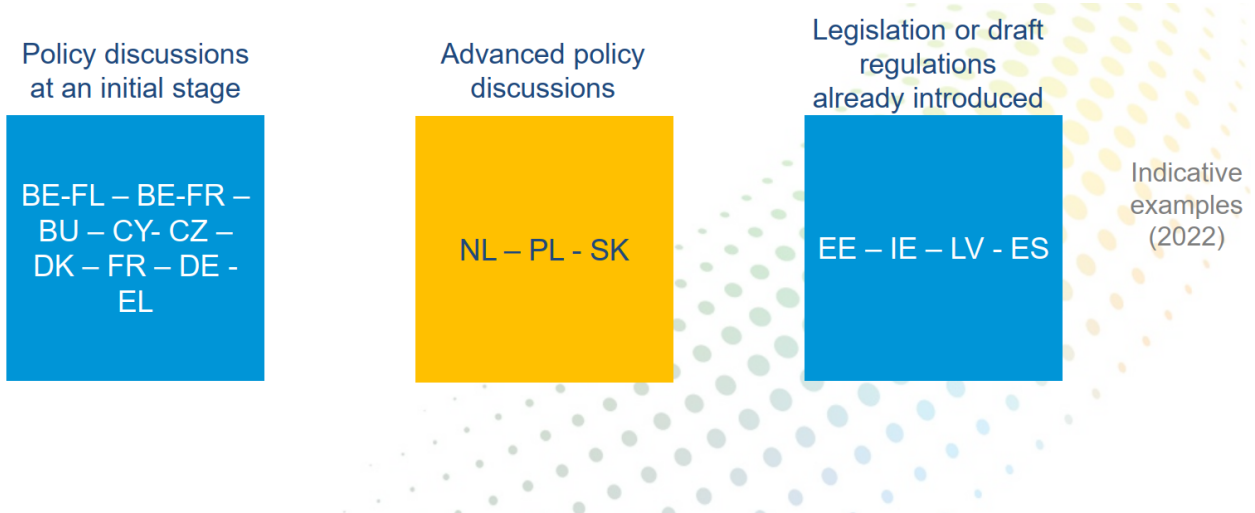 Policy discussions
at an initial stage
BE-FL – BE-FR –
BU – CY- CZ –
DK – FR – DE -
EL
Advanced policy
discussions
NL – PL - SK
Legislation or draft
regulations
already introduced
EE – IE – LV - ES
Indicative
examples
(2022)